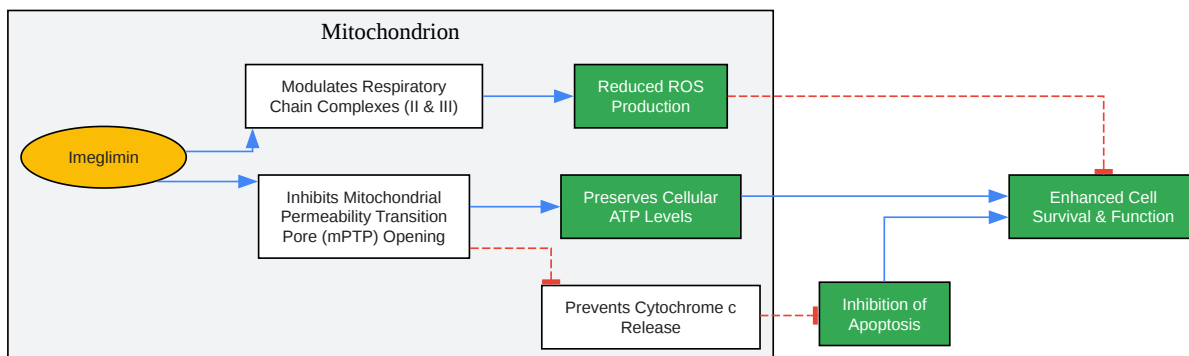 Mitochondrion
Modulates Respiratory
Chain Complexes (II & III)
Reduced ROS
Production
Imeglimin
Inhibits Mitochondrial
Permeability Transition
Pore (mPTP) Opening
Preserves Cellular
ATP Levels
Enhanced Cell
Survival & Function
Prevents Cytochrome c
Release
Inhibition of
Apoptosis